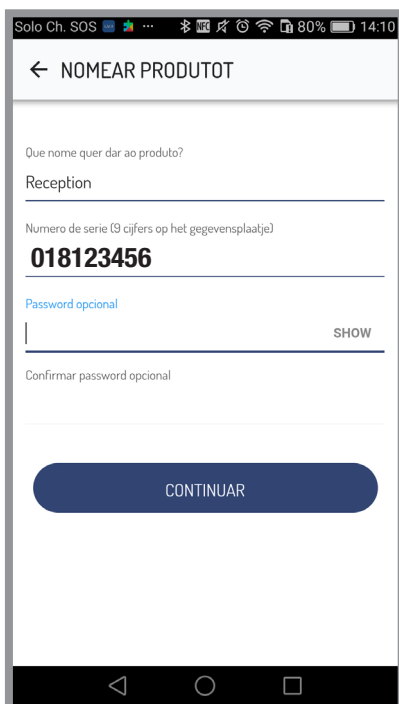 Solo Ch. SOS ... NFC 80% 14:10
← NOMEAR PRODUTOT
Que nome quer dar ao produto?
Reception
Numero de serie (9 cijfers op het gegevensplaatje)
018123456
Password opcional
SHOW
Confirmar password opcional
CONTINUAR